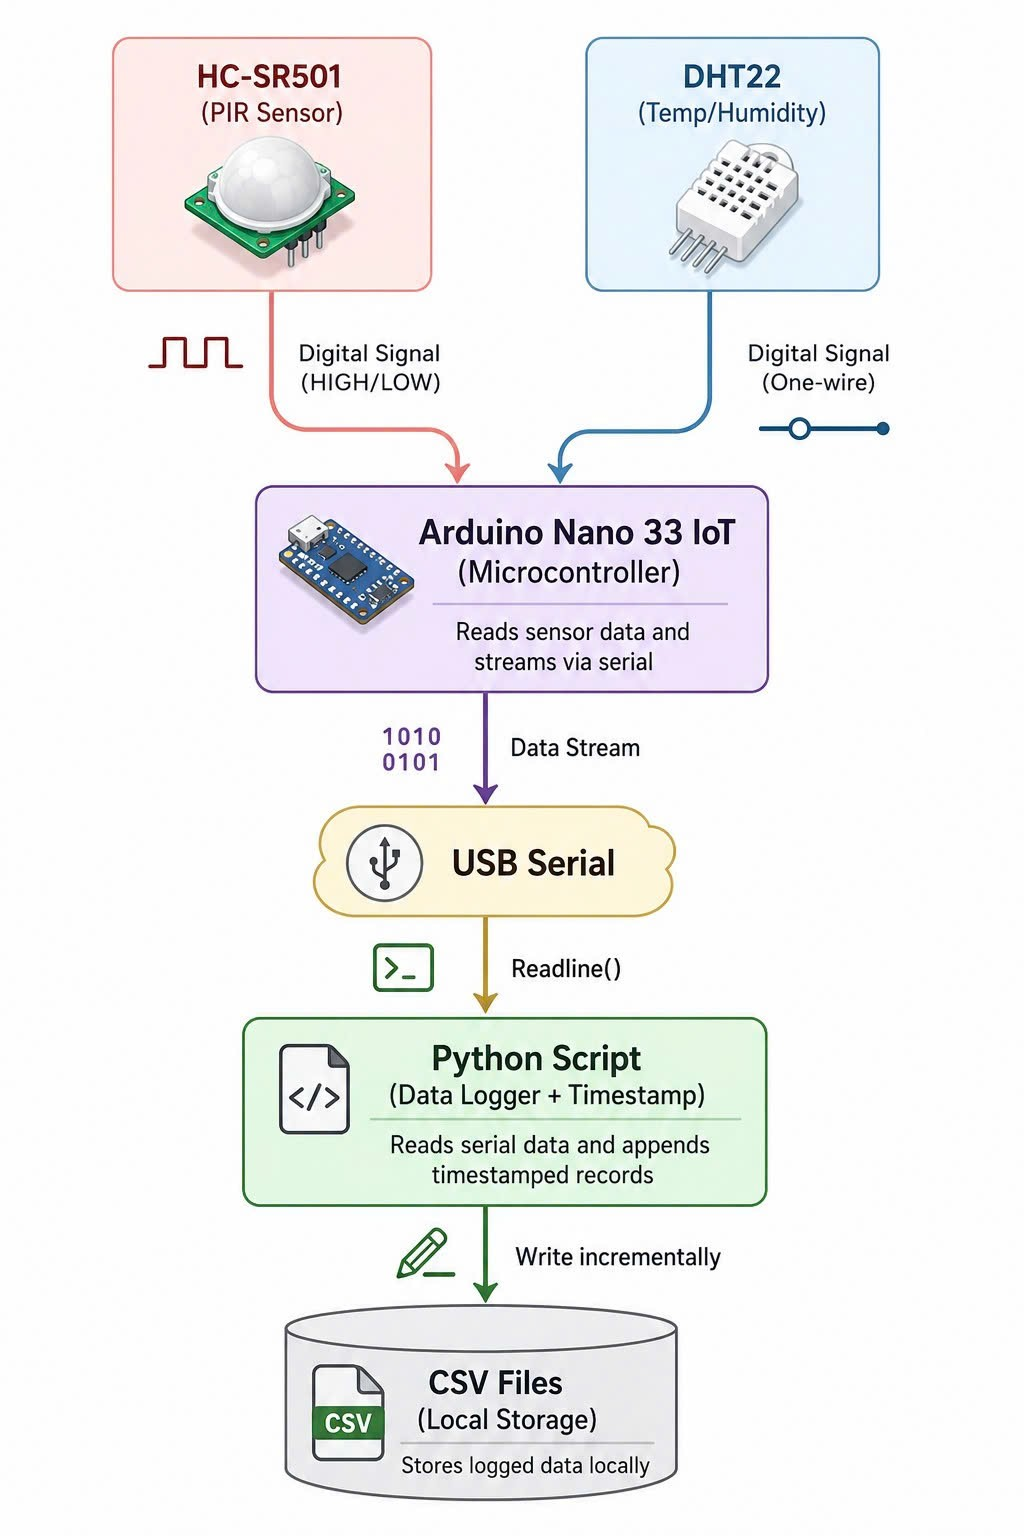 HC-SR501
(PIR Sensor)
DHT22
(Temp/Humidity)
Digital Signal
(HIGH/LOW)
Digital Signal
(One-wire)
Arduino Nano 33 IoT
(Microcontroller)
Reads sensor data and
streams via serial
1010
0101
Data Stream
USB Serial
>_
Readline()
</>
Python Script
(Data Logger + Timestamp)
Reads serial data and appends
timestamped records
Write incrementally
CSV
CSV Files
(Local Storage)
Stores logged data locally